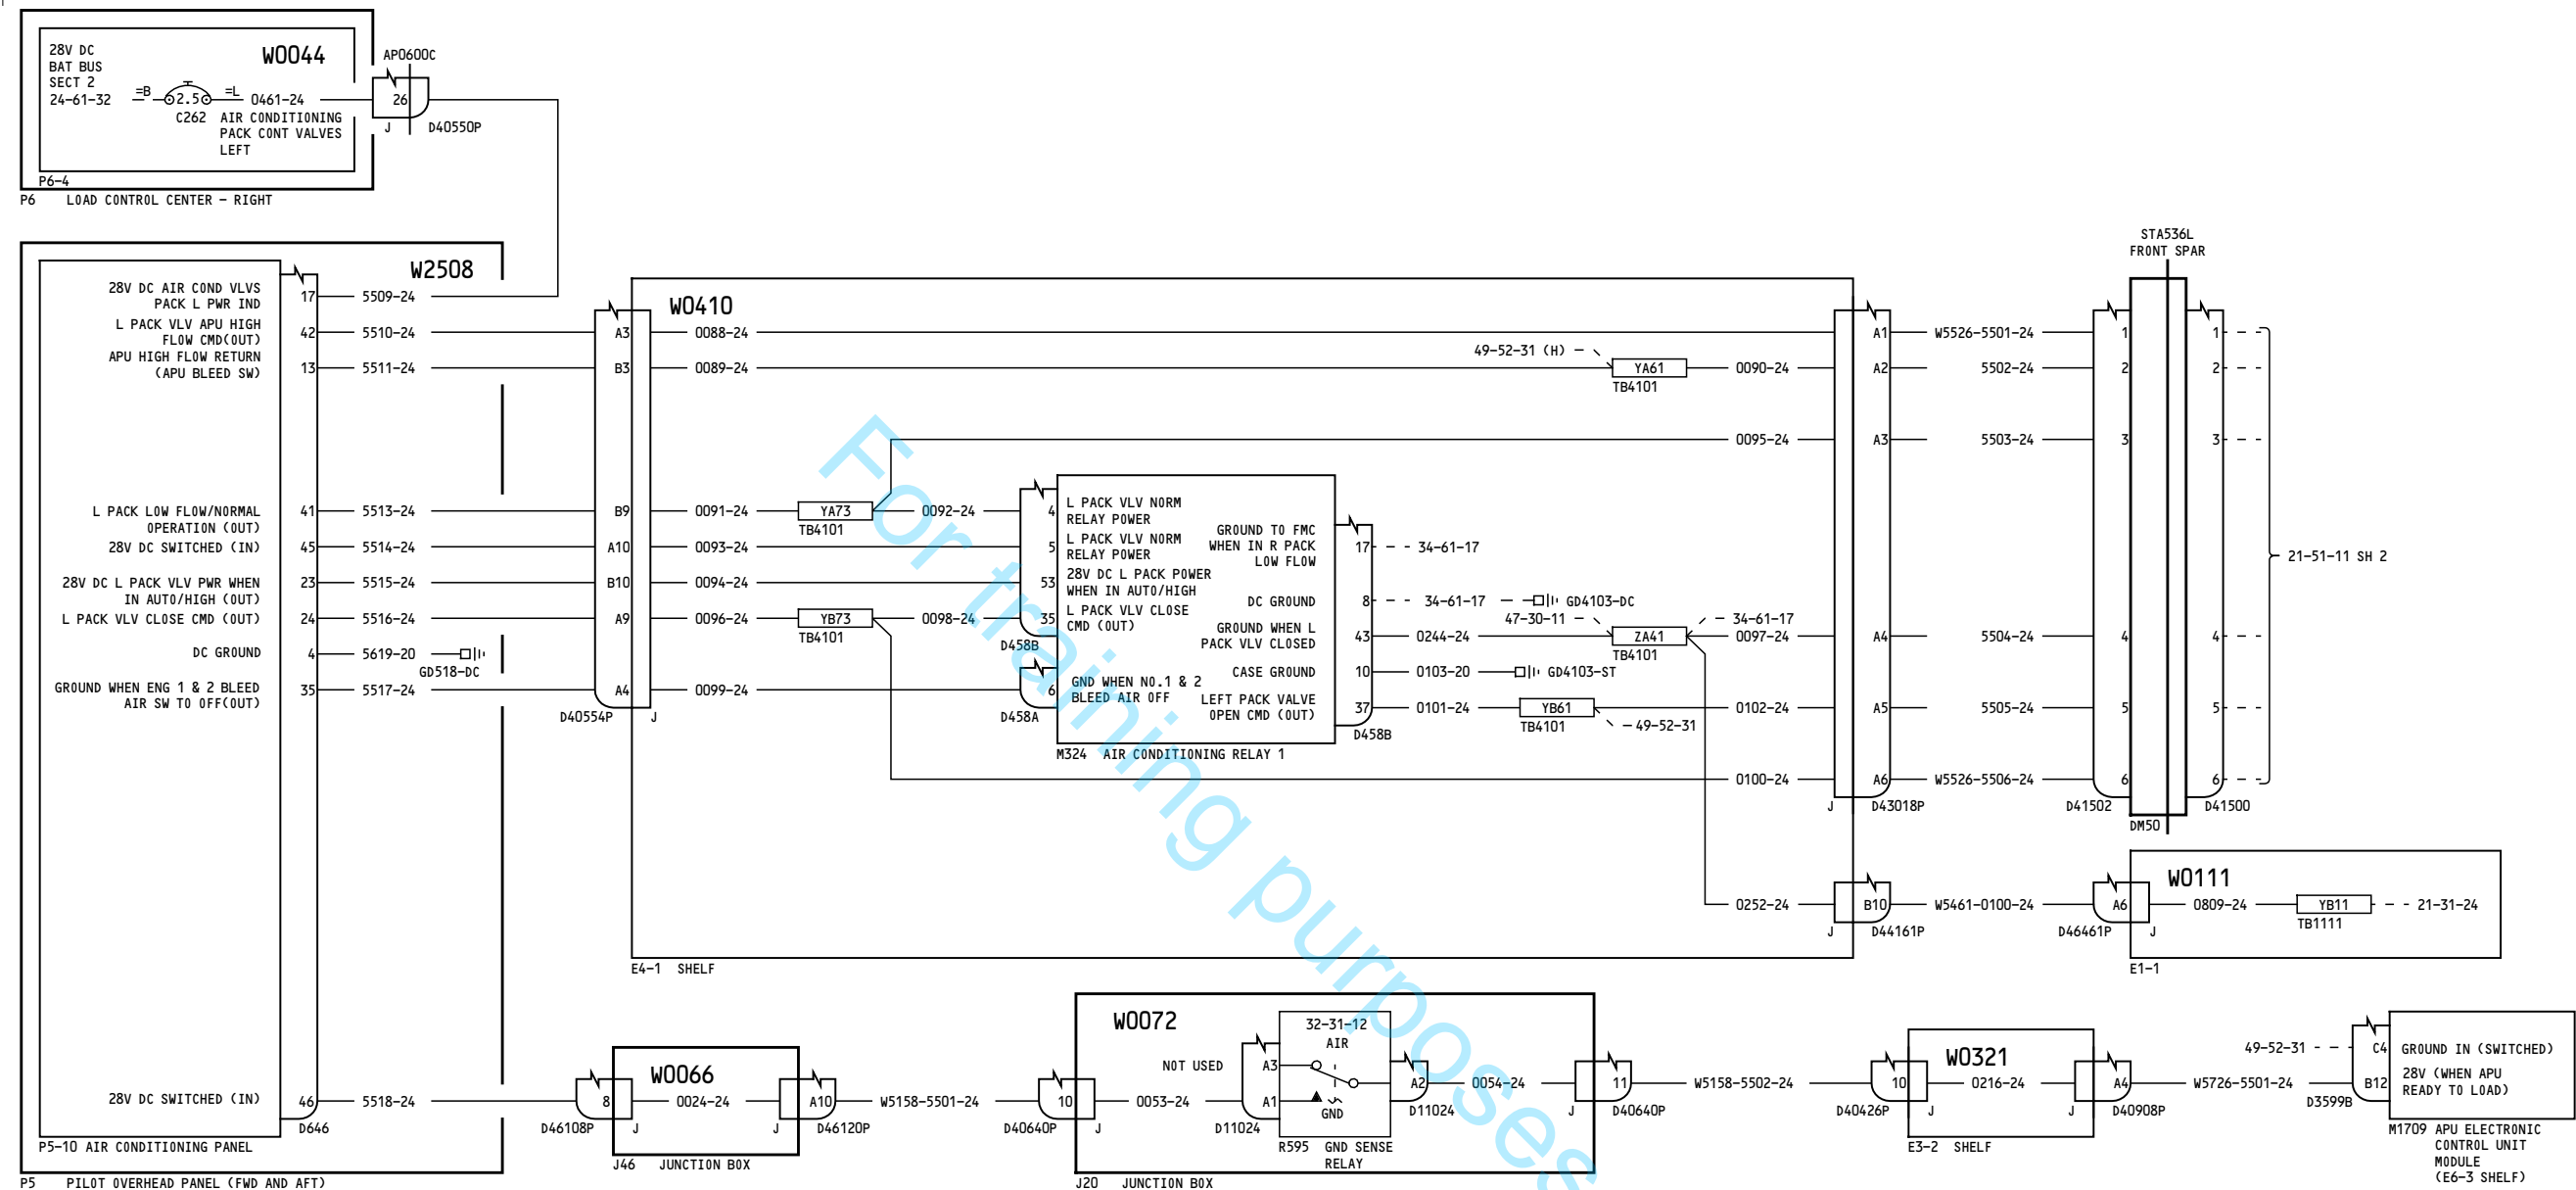 28V DC
BAT BUS
SECT 2
24-61-32
=B
2.5
=L
0461-24
W0044
C262
AIR CONDITIONING
PACK CONT VALVES
LEFT
AP0600C
26
J
D40550P
P6-4
P6 LOAD CONTROL CENTER - RIGHT
W2508
28V DC AIR COND VLVS
PACK L PWR IND
17
5509-24
L PACK VLV APU HIGH
FLOW CMD(OUT)
42
5510-24
APU HIGH FLOW RETURN
(APU BLEED SW)
13
5511-24
L PACK LOW FLOW/NORMAL
OPERATION (OUT)
41
5513-24
28V DC SWITCHED (IN)
45
5514-24
28V DC L PACK VLV PWR WHEN
IN AUTO/HIGH (OUT)
23
5515-24
L PACK VLV CLOSE CMD (OUT)
24
5516-24
DC GROUND
4
5619-20
GD518-DC
GROUND WHEN ENG 1 & 2 BLEED
AIR SW TO OFF(OUT)
35
5517-24
28V DC SWITCHED (IN)
46
5518-24
D646
P5-10 AIR CONDITIONING PANEL
P5 PILOT OVERHEAD PANEL (FWD AND AFT)
W0410
A3
0088-24
B3
0089-24
49-52-31 (H)
YA61
TB4101
0090-24
0095-24
B9
0091-24
YA73
TB4101
0092-24
A10
0093-24
B10
0094-24
A9
0096-24
YB73
TB4101
0098-24
A4
0099-24
D40554P
J
4
L PACK VLV NORM
RELAY POWER
5
L PACK VLV NORM
RELAY POWER
53
28V DC L PACK POWER
WHEN IN AUTO/HIGH
35
L PACK VLV CLOSE
CMD (OUT)
D458B
6
GND WHEN NO.1 & 2
BLEED AIR OFF
D458A
GROUND TO FMC
WHEN IN R PACK
LOW FLOW
17
34-61-17
DC GROUND
8
34-61-17
GD4103-DC
GROUND WHEN L
PACK VLV CLOSED
43
0244-24
47-30-11
ZA41
TB4101
34-61-17
0097-24
CASE GROUND
10
0103-20
GD4103-ST
LEFT PACK VALVE
OPEN CMD (OUT)
37
0101-24
YB61
TB4101
49-52-31
0102-24
D458B
M324 AIR CONDITIONING RELAY 1
0100-24
0252-24
E4-1 SHELF
A1
W5526-5501-24
1
1
A2
5502-24
2
2
A3
5503-24
3
3
A4
5504-24
4
4
A5
5505-24
5
5
A6
W5526-5506-24
6
6
J
D43018P
D41502
D41500
DM50
STA536L
FRONT SPAR
21-51-11 SH 2
B10
J
D44161P
W5461-0100-24
A6
D46461P
J
W0111
0809-24
YB11
TB1111
21-31-24
E1-1
8
D46108P
J
W0066
0024-24
J
A10
D46120P
J46 JUNCTION BOX
W5158-5501-24
10
D40640P
J
W0072
0053-24
NOT USED
A3
A1
D11024
32-31-12
AIR
GND
R595 GND SENSE
RELAY
A2
D11024
0054-24
J
11
D40640P
J20 JUNCTION BOX
W5158-5502-24
10
D40426P
J
W0321
0216-24
J
A4
D40908P
E3-2 SHELF
W5726-5501-24
49-52-31
C4
GROUND IN (SWITCHED)
B12
28V (WHEN APU
READY TO LOAD)
D3599B
M1709 APU ELECTRONIC
CONTROL UNIT
MODULE
(E6-3 SHELF)
For training purposes